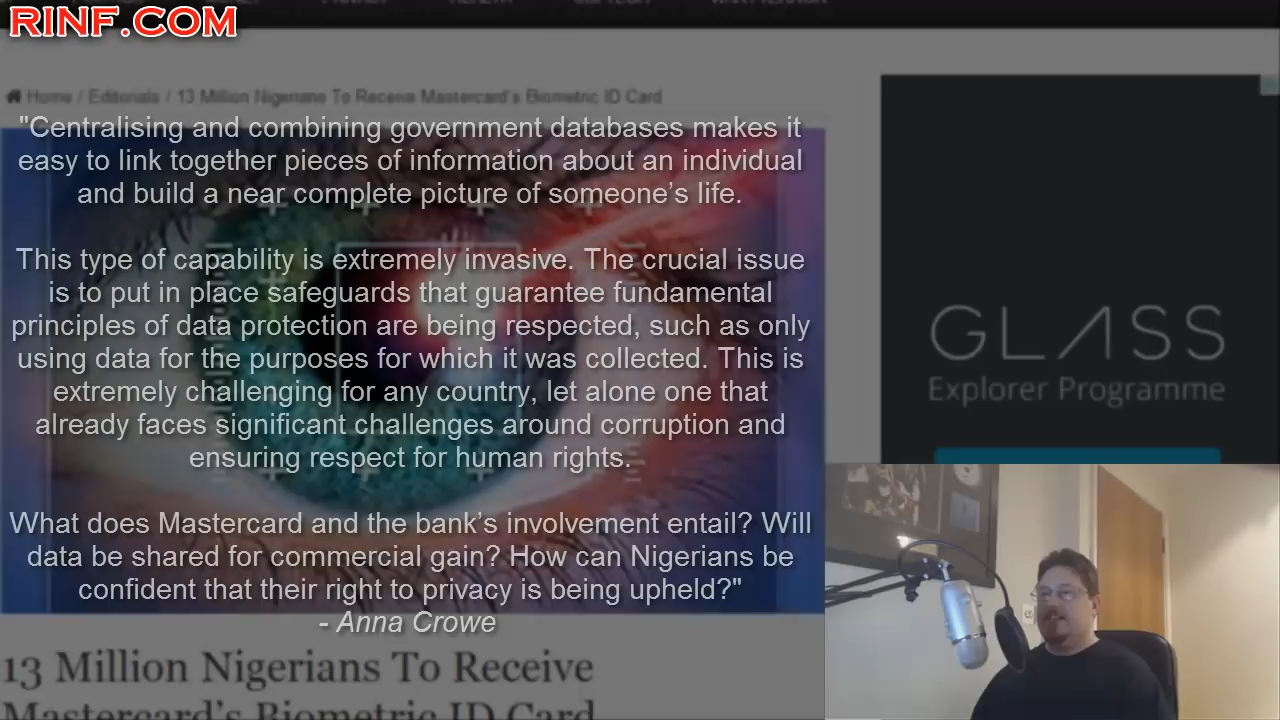 RINF.COM
Home / Editorials / 13 Million Nigerians To Receive Mastercard's Biometric ID Card
"Centralising and combining government databases makes it
easy to link together pieces of information about an individual
and build a near complete picture of someone’s life.
This type of capability is extremely invasive. The crucial issue
is to put in place safeguards that guarantee fundamental
principles of data protection are being respected, such as only
using data for the purposes for which it was collected. This is
extremely challenging for any country, let alone one that
already faces significant challenges around corruption and
ensuring respect for human rights.
What does Mastercard and the bank’s involvement entail? Will
data be shared for commercial gain? How can Nigerians be
confident that their right to privacy is being upheld?"
- Anna Crowe
GLASS
Explorer Programme
13 Million Nigerians To Receive
Mastercard's Biometric ID Card